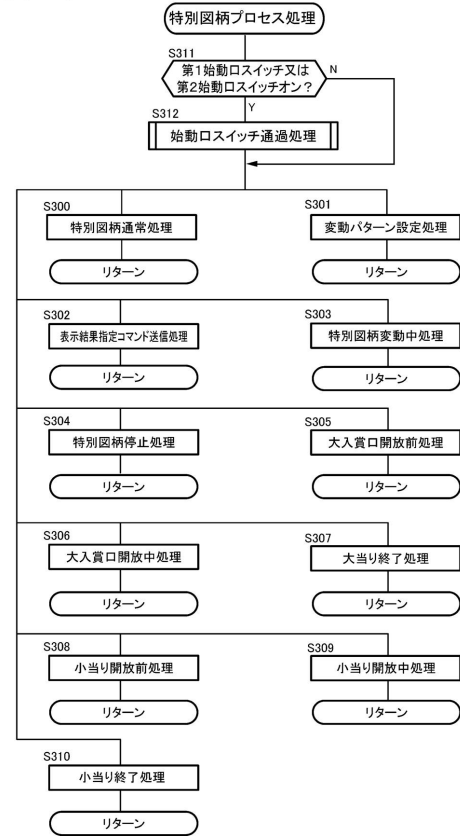 特別図柄プロセス処理
S311
第1始動口スイッチ又は
第2始動口スイッチオン？
N
Y
S312
始動口スイッチ通過処理
S300
特別図柄通常処理
リターン
S301
変動パターン設定処理
リターン
S302
表示結果指定コマンド送信処理
リターン
S303
特別図柄変動中処理
リターン
S304
特別図柄停止処理
リターン
S305
大入賞口開放前処理
リターン
S306
大入賞口開放中処理
リターン
S307
大当り終了処理
リターン
S308
小当り開放前処理
リターン
S309
小当り開放中処理
リターン
S310
小当り終了処理
リターン